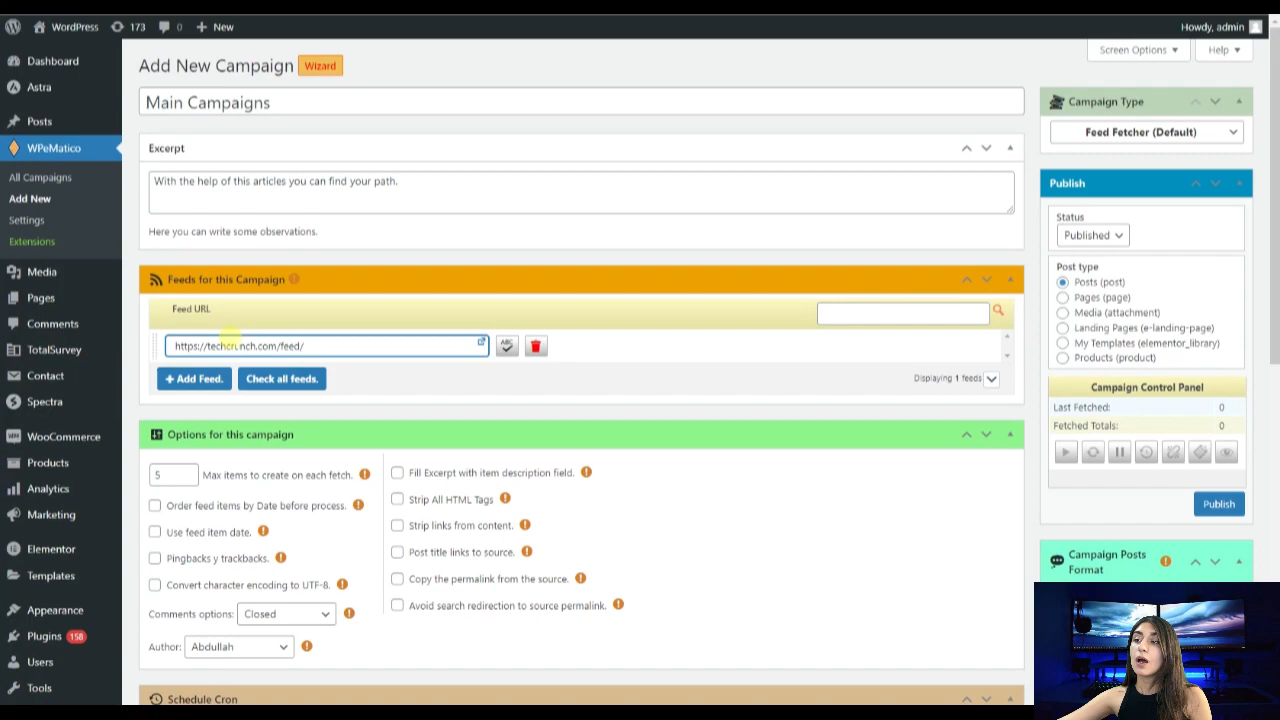 WordPress 173 0 New Howdy, admin
Screen Options Help
Dashboard
Astra
Posts
WPeMatico
All Campaigns
Add New
Settings
Extensions
Media
Pages
Comments
TotalSurvey
Contact
Spectra
WooCommerce
Products
Analytics
Marketing
Elementor
Templates
Appearance
Plugins 158
Users
Tools
Add New Campaign Wizard
Main Campaigns
Excerpt
With the help of this articles you can find your path.
Here you can write some observations.
Feeds for this Campaign
Feed URL
https://techcrunch.com/feed/
ABC
+ Add Feed. Check all feeds. Displaying 1 feeds
Options for this campaign
5 Max items to create on each fetch.
Order feed items by Date before process.
Use feed item date.
Pingbacks y trackbacks.
Convert character encoding to UTF-8.
Comments options: Closed
Author: Abdullah
Fill Excerpt with item description field.
Strip All HTML Tags
Strip links from content.
Post title links to source.
Copy the permalink from the source.
Avoid search redirection to source permalink.
Schedule Cron
Campaign Type
Feed Fetcher (Default)
Publish
Status
Published
Post type
Posts (post)
Pages (page)
Media (attachment)
Landing Pages (e-landing-page)
My Templates (elementor_library)
Products (product)
Campaign Control Panel
Last Fetched: 0
Fetched Totals: 0
Publish
Campaign Posts
Format